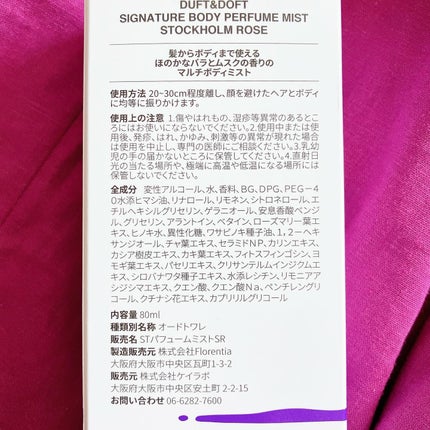 DUFT&DOFT
SIGNATURE BODY PERFUME MIST
STOCKHOLM ROSE
髪からボディまで使える
ほのかなバラとムスクの香りの
マルチボディミスト
使用方法 20~30cm程度離し、顔を避けたヘアとボディ
に均等に振りかけます。
使用上の注意 1.傷やはれもの、湿疹等異常のあるとこ
ろにはお使いにならないでください。2.使用中または使用
後、発疹、はれ、かゆみ、刺激等の異常が現れた場合
は使用を中止し、専門の医師にご相談ください。3.乳幼
児の手の届かないところに保管してください。4.直射日
光の当たる場所や、極端に高温や低温になる場所には
保管しないでください。
全成分 変性アルコール、水、香料、BG、DPG、PEG-4
0水添ヒマシ油、リナロール、リモネン、シトロネロール、エ
チルヘキシルグリセリン、ゲラニオール、安息香酸ベンジ
ル、グリセリン、アラントイン、ベタイン、ローズマリー葉エ
キス、ヒノキ水、異性化糖、ワサビノキ種子油、1,2-ヘキ
サンジオール、チャ葉エキス、セラミドNP、カリンエキス、
カシア樹皮エキス、カキ葉エキス、フィトスフィンゴシン、ヨ
モギ葉エキス、パセリエキス、クリサンテルムインジクムエ
キス、シロバナワタ種子エキス、水添レシチン、リモニアア
シジシマエキス、クエン酸、クエン酸Na、ペンチレングリ
コール、クチナシ花エキス、カプリリルグリコール
内容量 80ml
種類別名称 オードトワレ
販売名 STパフュームミストSR
製造販売元 株式会社Florentia
大阪府大阪市中央区瓦町1-3-2
販売元 株式会社ケイラボ
大阪府大阪市中央区安土町 2-2-15
お問い合わせ 06-6282-7600